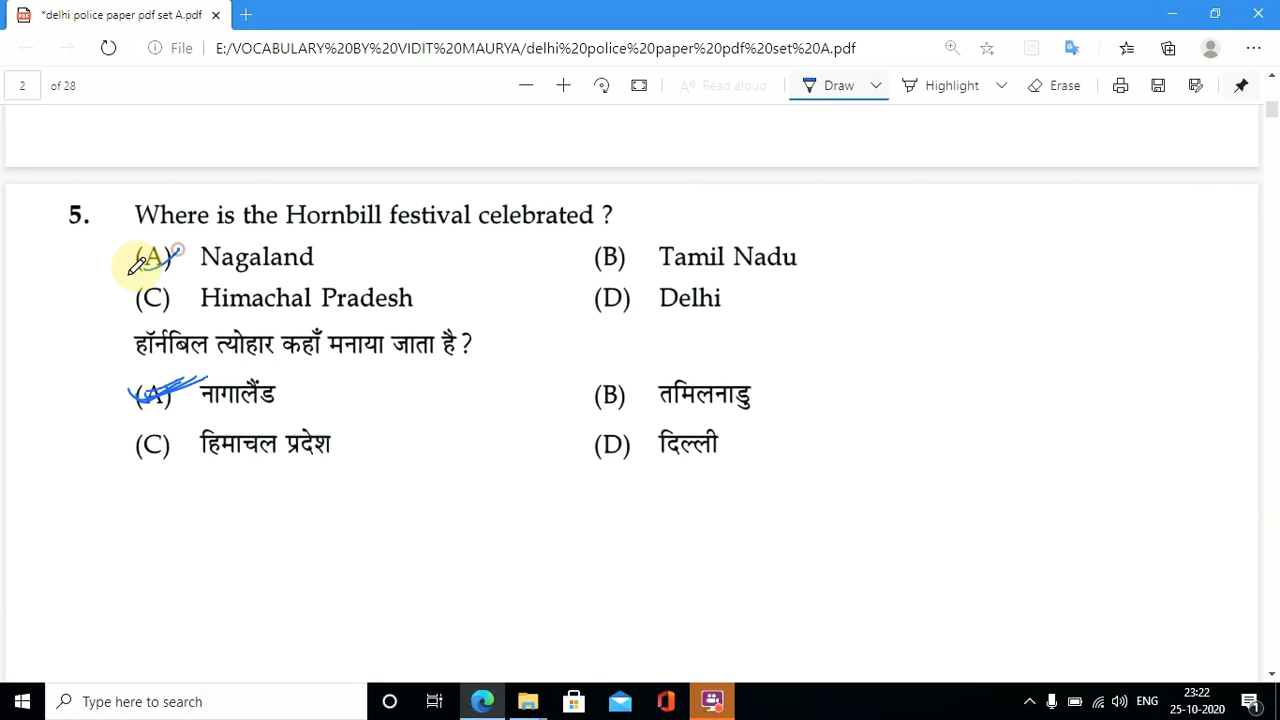 *delhi police paper pdf set A.pdf
File E:/VOCABULARY%20BY%20VIDIT%20MAURYA/delhi%20police%20paper%20pdf%20set%20A.pdf
2 of 28 Read aloud Draw Highlight Erase
5. Where is the Hornbill festival celebrated ?
(A) Nagaland (B) Tamil Nadu
(C) Himachal Pradesh (D) Delhi
हॉर्नबिल त्योहार कहाँ मनाया जाता है ?
(A) नागालैंड (B) तमिलनाडु
(C) हिमाचल प्रदेश (D) दिल्ली
Type here to search ENG 23:22
25-10-2020